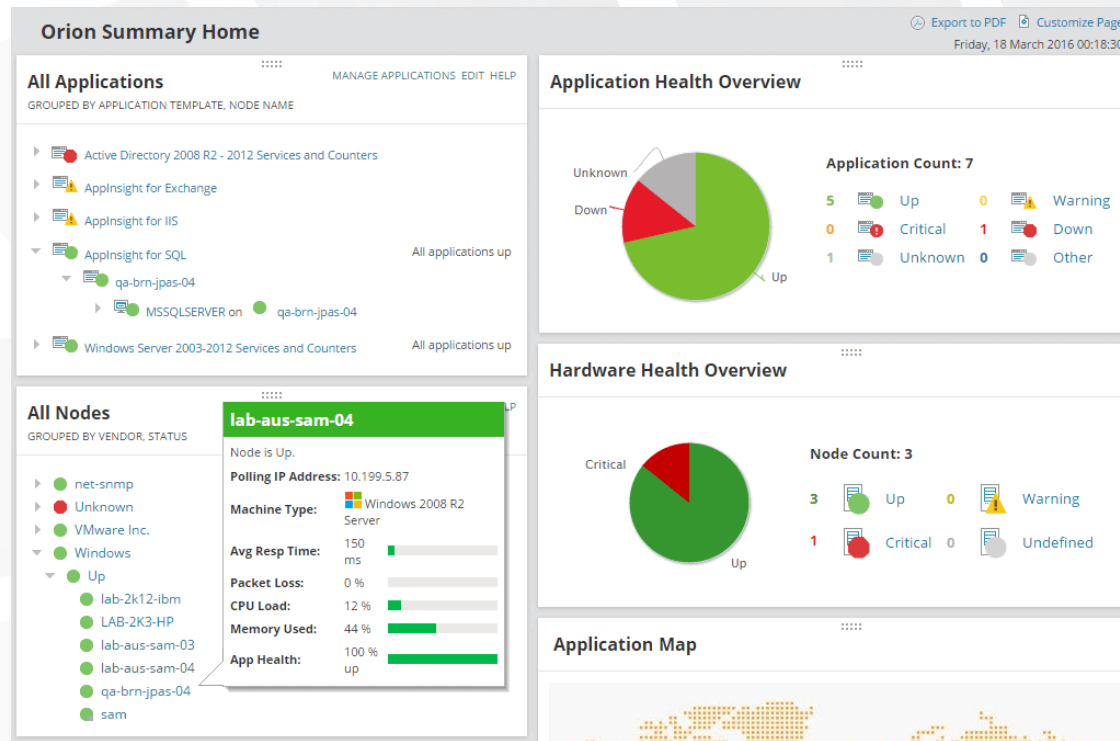 Orion Summary Home
Export to PDF Customize Page
Friday, 18 March 2016 00:18:30
All Applications
MANAGE APPLICATIONS EDIT HELP
GROUPED BY APPLICATION TEMPLATE, NODE NAME
Active Directory 2008 R2 - 2012 Services and Counters
AppInsight for Exchange
AppInsight for IIS
AppInsight for SQL All applications up
qa-brn-jpas-04
MSSQLSERVER on qa-brn-jpas-04
Windows Server 2003-2012 Services and Counters All applications up
All Nodes
LP
GROUPED BY VENDOR, STATUS
net-snmp
Unknown
VMware Inc.
Windows
Up
lab-2k12-ibm
LAB-2K3-HP
lab-aus-sam-03
lab-aus-sam-04
qa-brn-jpas-04
sam
lab-aus-sam-04
Node is Up.
Polling IP Address: 10.199.5.87
Machine Type: Windows 2008 R2
Server
Avg Resp Time: 150
ms
Packet Loss: 0 %
CPU Load: 12 %
Memory Used: 44 %
App Health: 100 %
up
Application Health Overview
Unknown
Down
Up
Application Count: 7
5 Up 0 Warning
0 Critical 1 Down
1 Unknown 0 Other
Hardware Health Overview
Critical
Up
Node Count: 3
3 Up 0 Warning
1 Critical 0 Undefined
Application Map